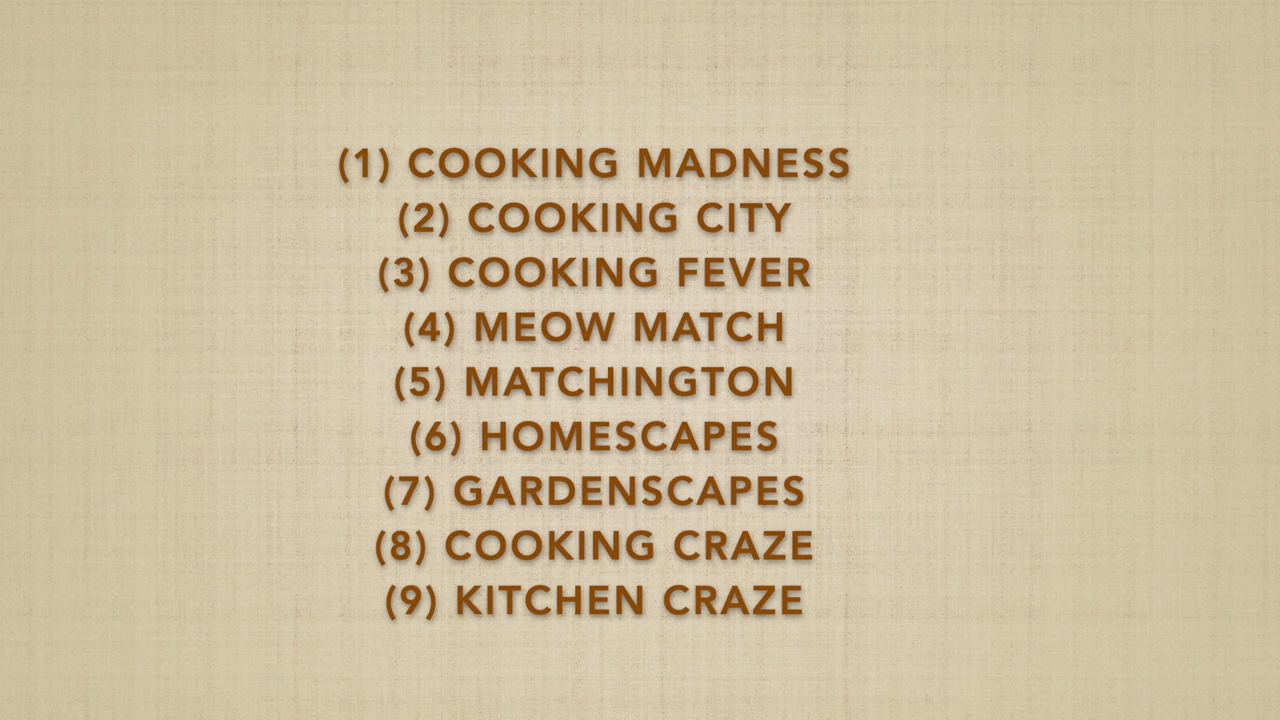 (1) COOKING MADNESS
(2) COOKING CITY
(3) COOKING FEVER
(4) MEOW MATCH
(5) MATCHINGTON
(6) HOMESCAPES
(7) GARDENSCAPES
(8) COOKING CRAZE
(9) KITCHEN CRAZE